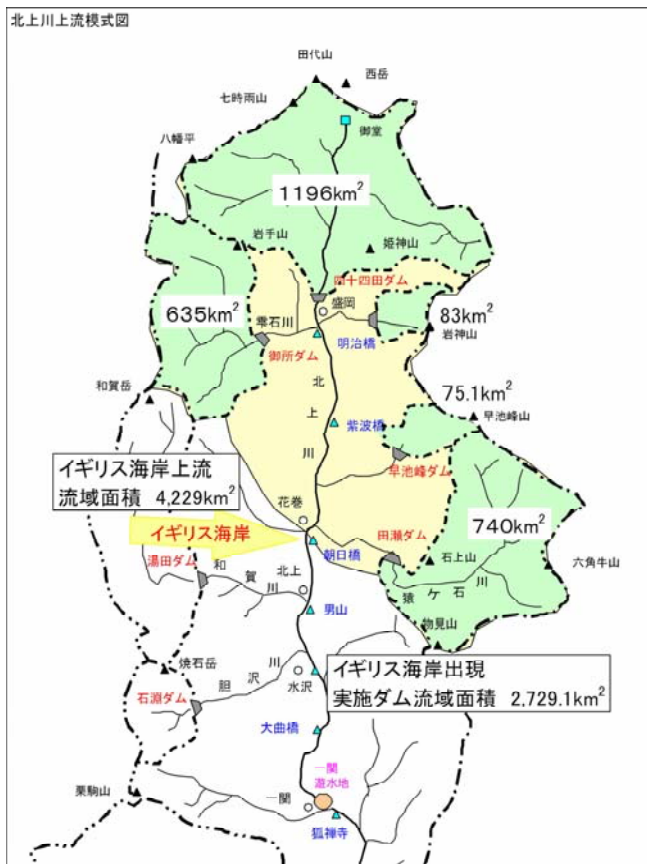 北上川上流模式図
田代山
西岳
七時雨山
御堂
八幡平
1196km²
岩手山
姫神山
四十四田ダム
635km²
盛岡
83km²
雫石川
岩神山
御所ダム
明治橋
北上川
75.1km²
和賀岳
早池峰山
紫波橋
イギリス海岸上流
流域面積 4,229km²
早池峰ダム
花巻
740km²
イギリス海岸
田瀬ダム
朝日橋
湯田ダム
石上山
六角牛山
和賀川
北上
猿ケ石川
男山
物見山
焼石岳
イギリス海岸出現
実施ダム流域面積 2,729.1km²
石淵ダム
胆沢川
水沢
大曲橋
一関
遊水地
栗駒山
一関
狐禅寺